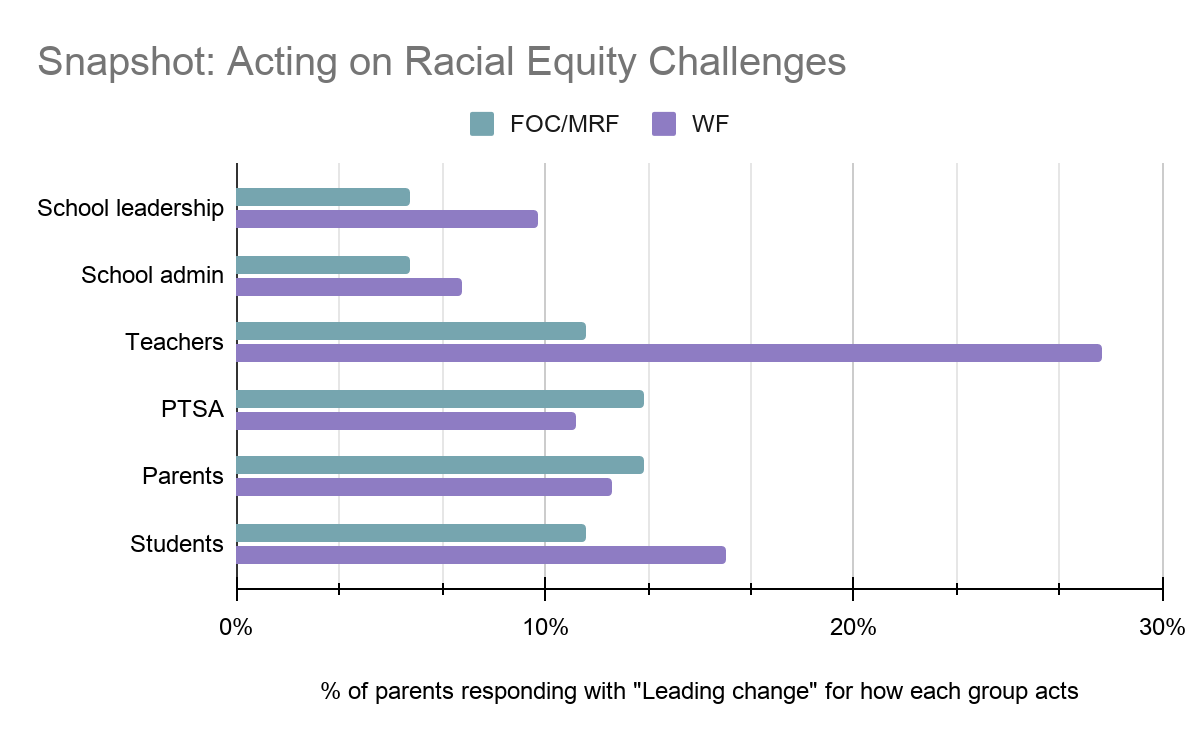 Snapshot: Acting on Racial Equity Challenges
FOC/MRF WF
School leadership
School admin
Teachers
PTSA
Parents
Students
0% 10% 20% 30%
% of parents responding with "Leading change" for how each group acts